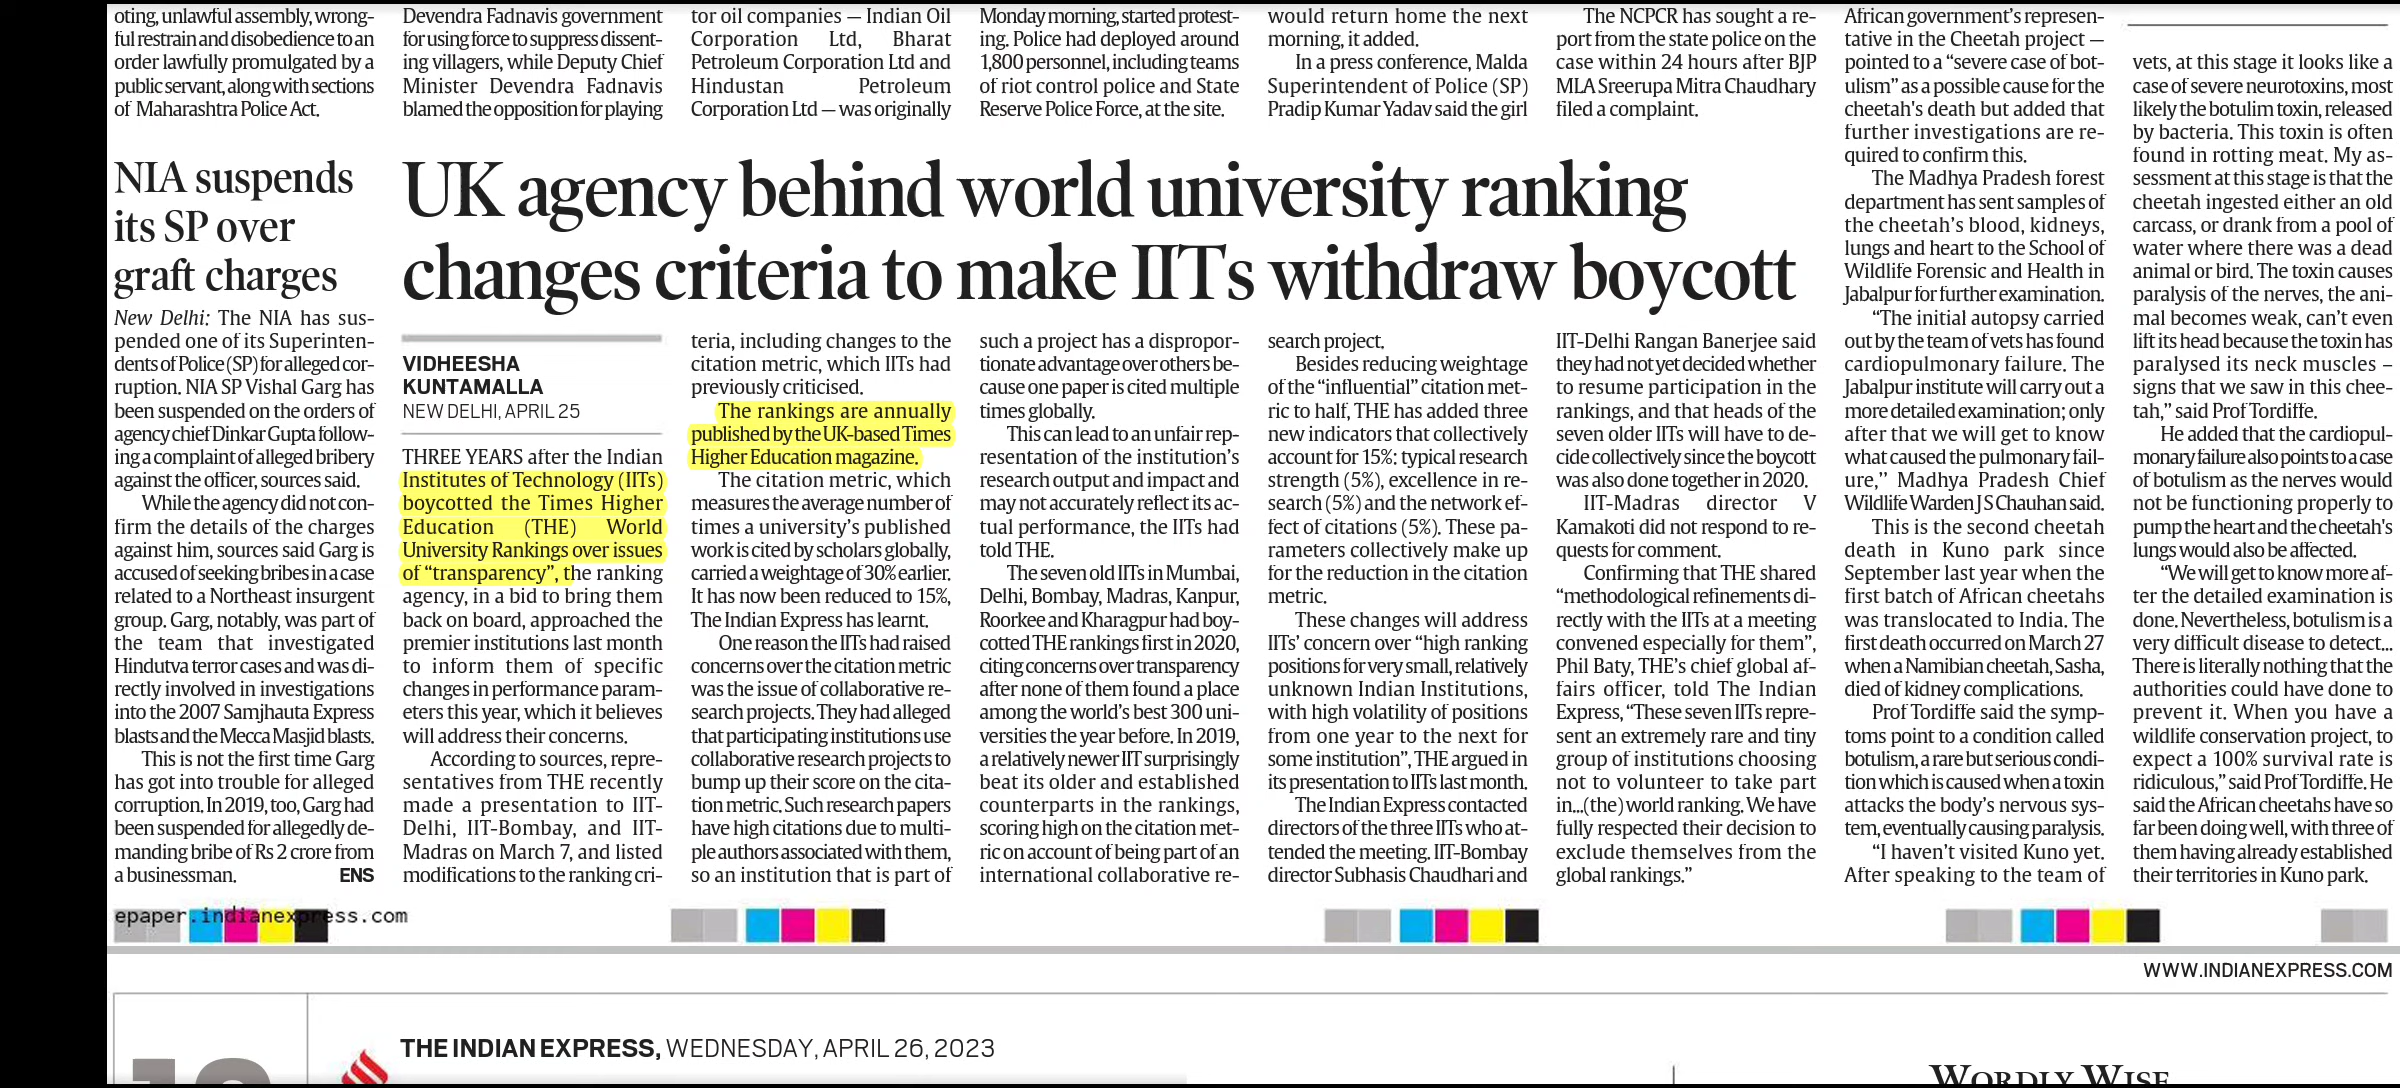 oting, unlawful assembly, wrong-
ful restrain and disobedience to an
order lawfully promulgated by a
public servant, along with sections
of Maharashtra Police Act.
NIA suspends
its SP over
graft charges
New Delhi: The NIA has sus-
pended one of its Superinten-
dents of Police (SP) for alleged cor-
ruption. NIA SP Vishal Garg has
been suspended on the orders of
agency chief Dinkar Gupta follow-
ing a complaint of alleged bribery
against the officer, sources said.
While the agency did not con-
firm the details of the charges
against him, sources said Garg is
accused of seeking bribes in a case
related to a Northeast insurgent
group. Garg, notably, was part of
the team that investigated
Hindutva terror cases and was di-
rectly involved in investigations
into the 2007 Samjhauta Express
blasts and the Mecca Masjid blasts.
This is not the first time Garg
has got into trouble for alleged
corruption. In 2019, too, Garg had
been suspended for allegedly de-
manding bribe of Rs 2 crore from
a businessman. ENS
Devendra Fadnavis government
for using force to suppress dissent-
ing villagers, while Deputy Chief
Minister Devendra Fadnavis
blamed the opposition for playing
tor oil companies — Indian Oil
Corporation Ltd, Bharat
Petroleum Corporation Ltd and
Hindustan Petroleum
Corporation Ltd — was originally
Monday morning, started protest-
ing. Police had deployed around
1,800 personnel, including teams
of riot control police and State
Reserve Police Force, at the site.
would return home the next
morning, it added.
In a press conference, Malda
Superintendent of Police (SP)
Pradip Kumar Yadav said the girl
The NCPCR has sought a re-
port from the state police on the
case within 24 hours after BJP
MLA Sreerupa Mitra Chaudhary
filed a complaint.
UK agency behind world university ranking
changes criteria to make IITs withdraw boycott
VIDHEESHA
KUNTAMALLA
NEW DELHI, APRIL 25
THREE YEARS after the Indian
Institutes of Technology (IITs)
boycotted the Times Higher
Education (THE) World
University Rankings over issues
of “transparency”, the ranking
agency, in a bid to bring them
back on board, approached the
premier institutions last month
to inform them of specific
changes in performance param-
eters this year, which it believes
will address their concerns.
According to sources, repre-
sentatives from THE recently
made a presentation to IIT-
Delhi, IIT-Bombay, and IIT-
Madras on March 7, and listed
modifications to the ranking cri-
teria, including changes to the
citation metric, which IITs had
previously criticised.
The rankings are annually
published by the UK-based Times
Higher Education magazine.
The citation metric, which
measures the average number of
times a university’s published
work is cited by scholars globally,
carried a weightage of 30% earlier.
It has now been reduced to 15%,
The Indian Express has learnt.
One reason the IITs had raised
concerns over the citation metric
was the issue of collaborative re-
search projects. They had alleged
that participating institutions use
collaborative research projects to
bump up their score on the cita-
tion metric. Such research papers
have high citations due to multi-
ple authors associated with them,
so an institution that is part of
such a project has a dispropor-
tionate advantage over others be-
cause one paper is cited multiple
times globally.
This can lead to an unfair rep-
resentation of the institution’s
research output and impact and
may not accurately reflect its ac-
tual performance, the IITs had
told THE.
The seven old IITs in Mumbai,
Delhi, Bombay, Madras, Kanpur,
Roorkee and Kharagpur had boy-
cotted THE rankings first in 2020,
citing concerns over transparency
after none of them found a place
among the world’s best 300 uni-
versities the year before. In 2019,
a relatively newer IIT surprisingly
beat its older and established
counterparts in the rankings,
scoring high on the citation met-
ric on account of being part of an
international collaborative re-
search project.
Besides reducing weightage
of the “influential” citation met-
ric to half, THE has added three
new indicators that collectively
account for 15%: typical research
strength (5%), excellence in re-
search (5%) and the network ef-
fect of citations (5%). These pa-
rameters collectively make up
for the reduction in the citation
metric.
These changes will address
IITs’ concern over “high ranking
positions for very small, relatively
unknown Indian Institutions,
with high volatility of positions
from one year to the next for
some institution”, THE argued in
its presentation to IITs last month.
The Indian Express contacted
directors of the three IITs who at-
tended the meeting. IIT-Bombay
director Subhasis Chaudhari and
IIT-Delhi Rangan Banerjee said
they had not yet decided whether
to resume participation in the
rankings, and that heads of the
seven older IITs will have to de-
cide collectively since the boycott
was also done together in 2020.
IIT-Madras director V
Kamakoti did not respond to re-
quests for comment.
Confirming that THE shared
“methodological refinements di-
rectly with the IITs at a meeting
convened especially for them”,
Phil Baty, THE’s chief global af-
fairs officer, told The Indian
Express, “These seven IITs repre-
sent an extremely rare and tiny
group of institutions choosing
not to volunteer to take part
in...(the) world ranking. We have
fully respected their decision to
exclude themselves from the
global rankings.”
African government’s represen-
tative in the Cheetah project —
pointed to a “severe case of bot-
ulism” as a possible cause for the
cheetah's death but added that
further investigations are re-
quired to confirm this.
The Madhya Pradesh forest
department has sent samples of
the cheetah’s blood, kidneys,
lungs and heart to the School of
Wildlife Forensic and Health in
Jabalpur for further examination.
“The initial autopsy carried
out by the team of vets has found
cardiopulmonary failure. The
Jabalpur institute will carry out a
more detailed examination; only
after that we will get to know
what caused the pulmonary fail-
ure,’’ Madhya Pradesh Chief
Wildlife Warden J S Chauhan said.
This is the second cheetah
death in Kuno park since
September last year when the
first batch of African cheetahs
was translocated to India. The
first death occurred on March 27
when a Namibian cheetah, Sasha,
died of kidney complications.
Prof Tordiffe said the symp-
toms point to a condition called
botulism, a rare but serious condi-
tion which is caused when a toxin
attacks the body’s nervous sys-
tem, eventually causing paralysis.
“I haven’t visited Kuno yet.
After speaking to the team of
vets, at this stage it looks like a
case of severe neurotoxins, most
likely the botulim toxin, released
by bacteria. This toxin is often
found in rotting meat. My as-
sessment at this stage is that the
cheetah ingested either an old
carcass, or drank from a pool of
water where there was a dead
animal or bird. The toxin causes
paralysis of the nerves, the ani-
mal becomes weak, can’t even
lift its head because the toxin has
paralysed its neck muscles –
signs that we saw in this chee-
tah,” said Prof Tordiffe.
He added that the cardiopul-
monary failure also points to a case
of botulism as the nerves would
not be functioning properly to
pump the heart and the cheetah's
lungs would also be affected.
“We will get to know more af-
ter the detailed examination is
done. Nevertheless, botulism is a
very difficult disease to detect...
There is literally nothing that the
authorities could have done to
prevent it. When you have a
wildlife conservation project, to
expect a 100% survival rate is
ridiculous,” said Prof Tordiffe. He
said the African cheetahs have so
far been doing well, with three of
them having already established
their territories in Kuno park.
epaper.indianexpress.com
WWW.INDIANEXPRESS.COM
THE INDIAN EXPRESS, WEDNESDAY, APRIL 26, 2023
WORDLY WISE